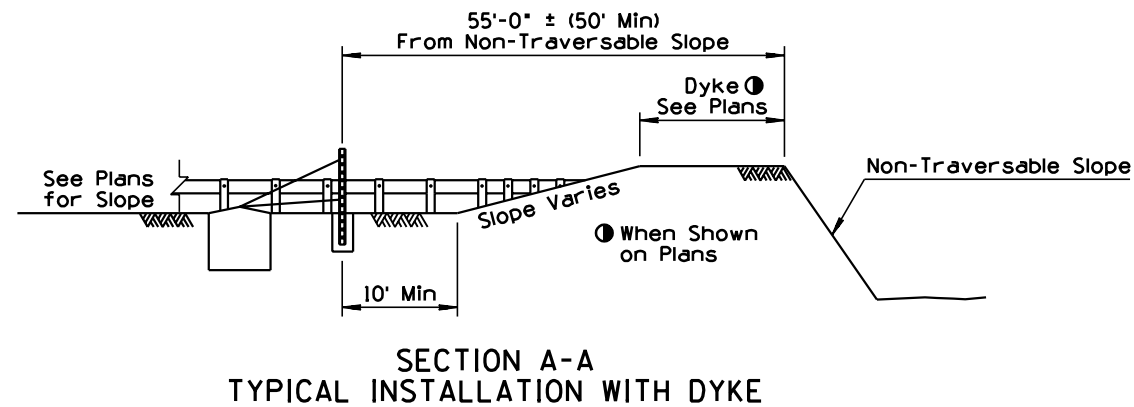 55'-0" ± (50' Min)
From Non-Traversable Slope
Dyke
See Plans
See Plans
for Slope
Non-Traversable Slope
Slope Varies
When Shown
on Plans
10' Min
SECTION A-A
TYPICAL INSTALLATION WITH DYKE